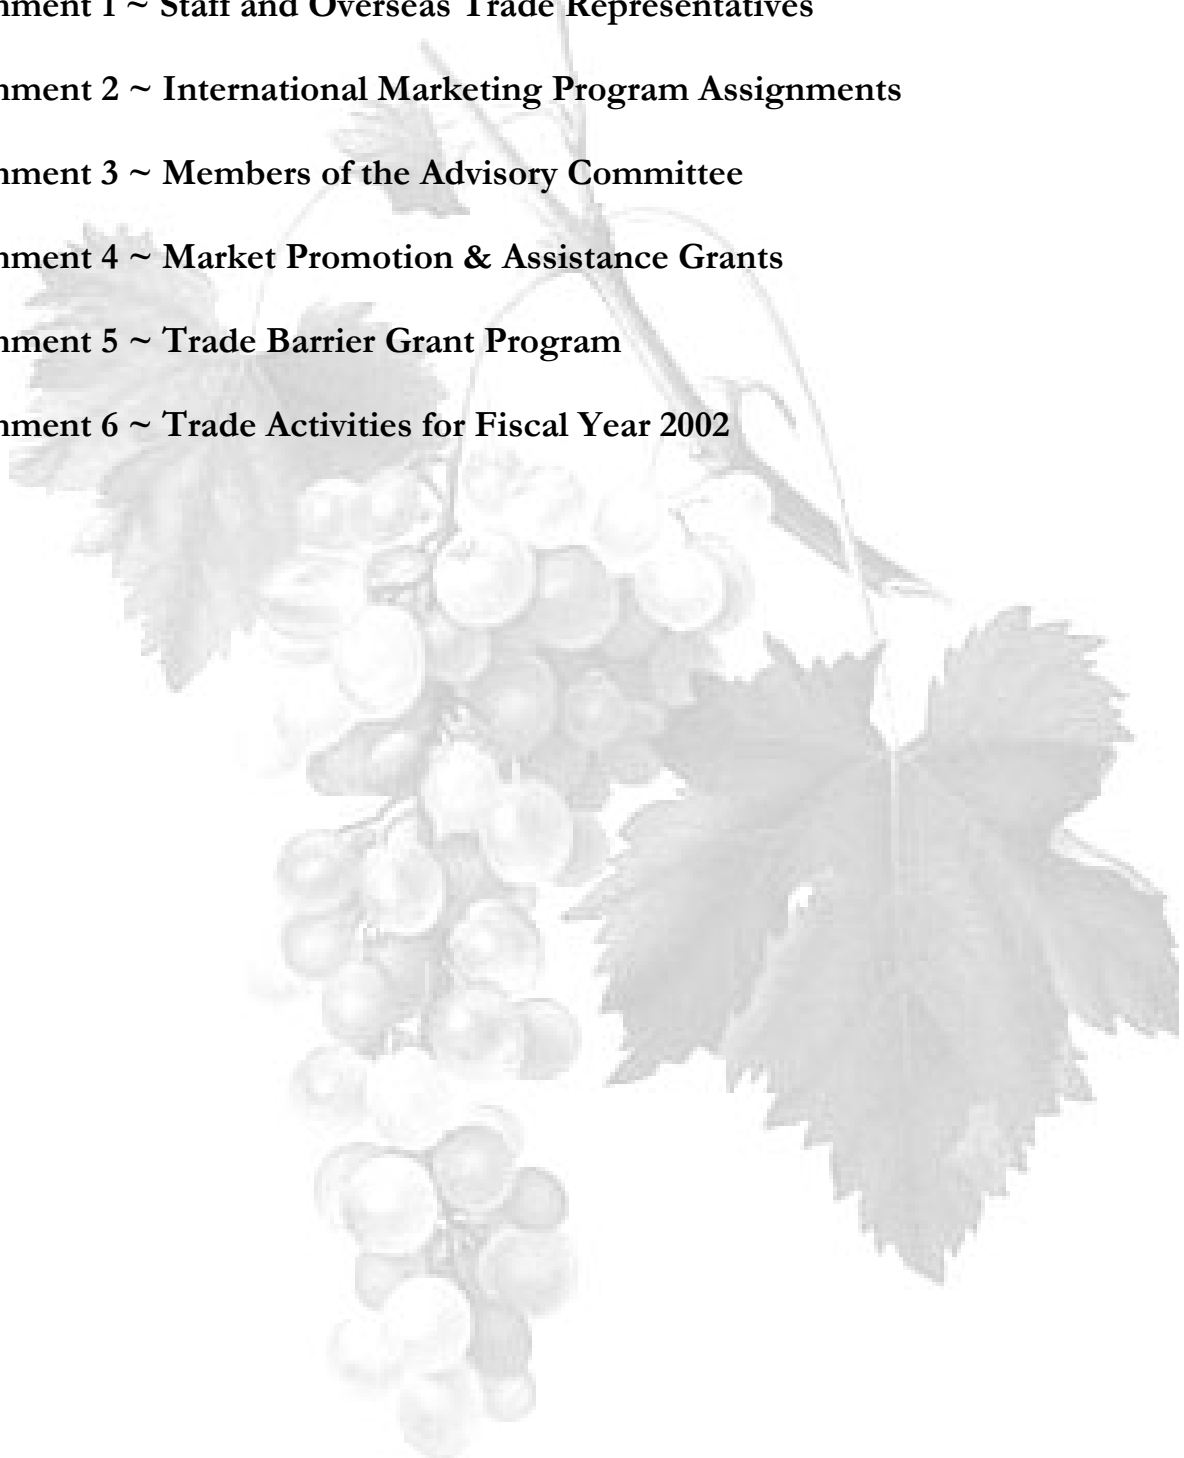 nment 1 ~ Staff and Overseas Trade Representatives
nment 2 ~ International Marketing Program Assignments
nment 3 ~ Members of the Advisory Committee
nment 4 ~ Market Promotion & Assistance Grants
nment 5 ~ Trade Barrier Grant Program
nment 6 ~ Trade Activities for Fiscal Year 2002